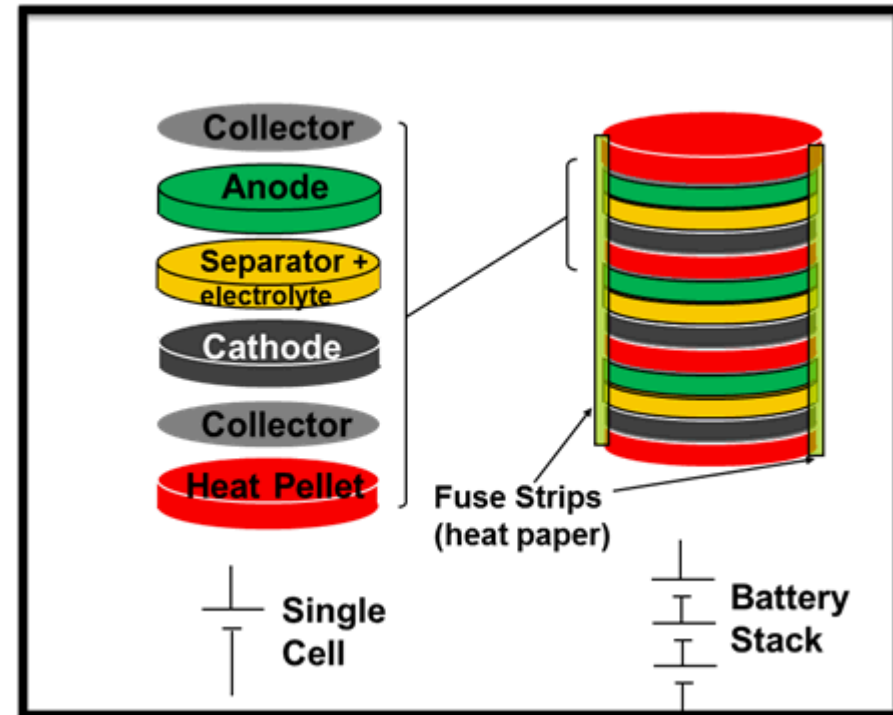 Collector
Anode
Separator +
electrolyte
Cathode
Collector
Heat Pellet
Fuse Strips
(heat paper)
Single
Cell
Battery
Stack